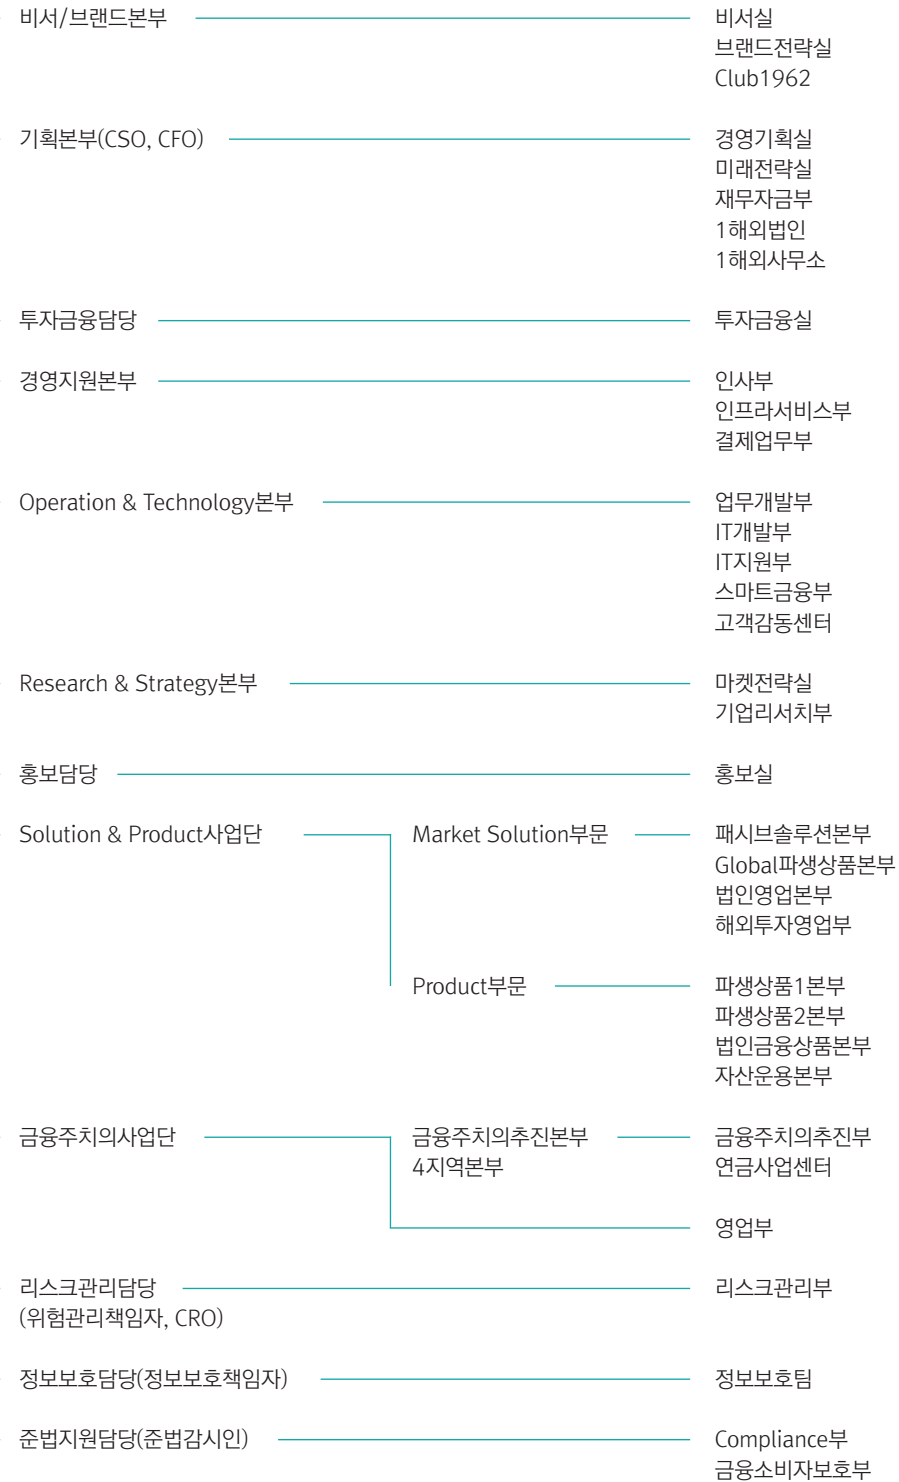 비서/브랜드본부 비서실
브랜드전략실
Club1962
기획본부(CSO, CFO) 경영기획실
미래전략실
재무자금부
1해외법인
1해외사무소
투자금융담당 투자금융실
경영지원본부 인사부
인프라서비스부
결제업무부
Operation & Technology본부 업무개발부
IT개발부
IT지원부
스마트금융부
고객감동센터
Research & Strategy본부 마켓전략실
기업리서치부
홍보담당 홍보실
Solution & Product사업단 Market Solution부문 패시브솔루션본부
Global파생상품본부
법인영업본부
해외투자영업부
Product부문 파생상품1본부
파생상품2본부
법인금융상품본부
자산운용본부
금융주치의사업단 금융주치의추진본부 금융주치의추진부
4지역본부 연금사업센터
영업부
리스크관리담당 리스크관리부
(위험관리책임자, CRO)
정보보호담당(정보보호책임자) 정보보호팀
준법지원담당(준법감시인) Compliance부
금융소비자보호부